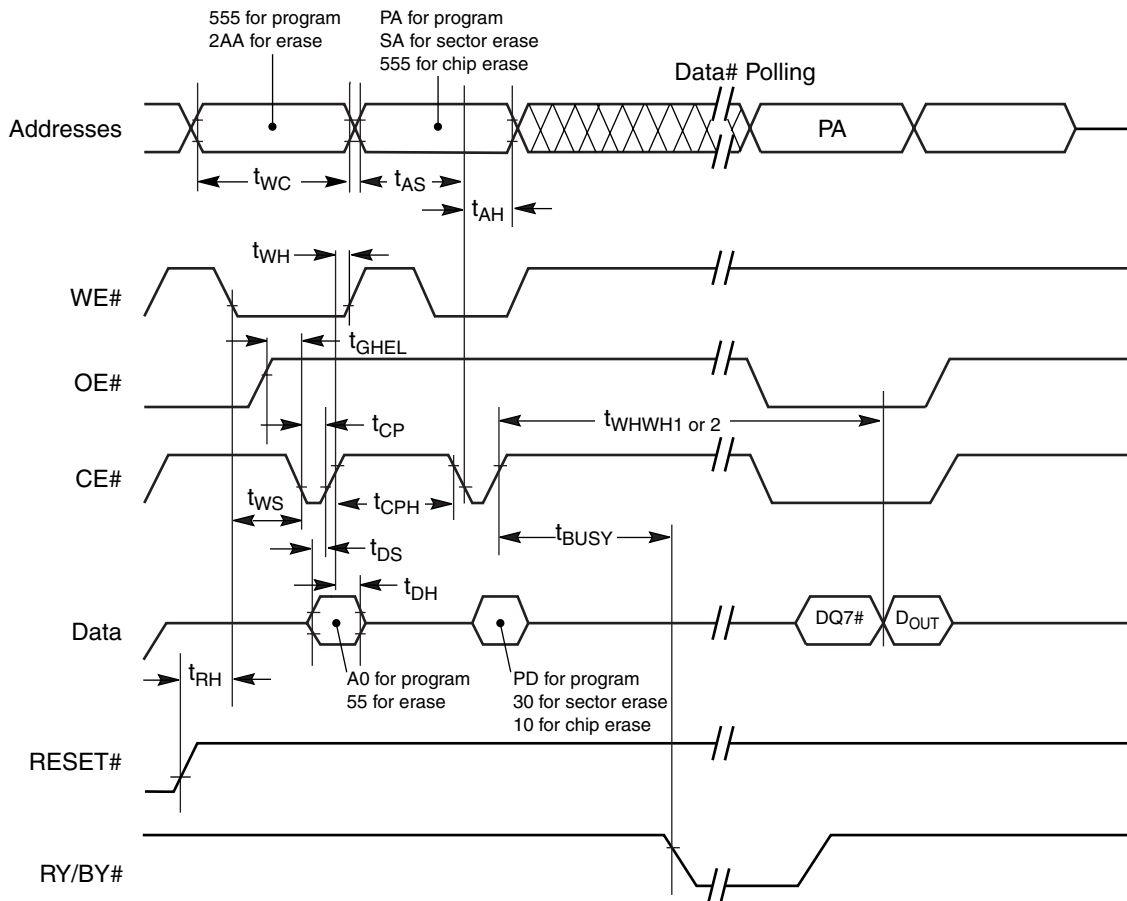 555 for program
2AA for erase
PA for program
SA for sector erase
555 for chip erase
Data# Polling
Addresses
PA
tWC
tAS
tAH
tWH
WE#
tGHEL
OE#
tWHWH1 or 2
tCP
CE#
tWS
tCPH
tBUSY
tDS
tDH
Data
DQ7#
DOUT
tRH
A0 for program
55 for erase
PD for program
30 for sector erase
10 for chip erase
RESET#
RY/BY#